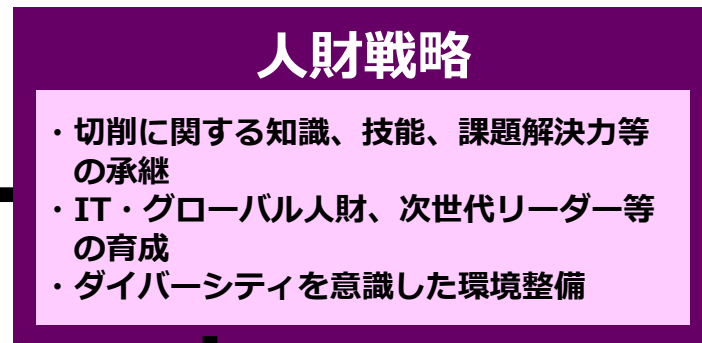 人財戦略
・切削に関する知識、技能、課題解決力等
の承継
・IT・グローバル人財、次世代リーダー等
の育成
・ダイバーシティを意識した環境整備